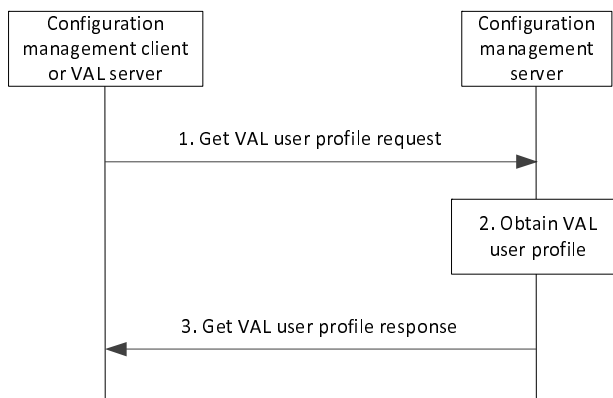 Configuration
management client
or VAL server
Configuration
management
server
1. Get VAL user profile request
2. Obtain VAL
user profile
3. Get VAL user profile response